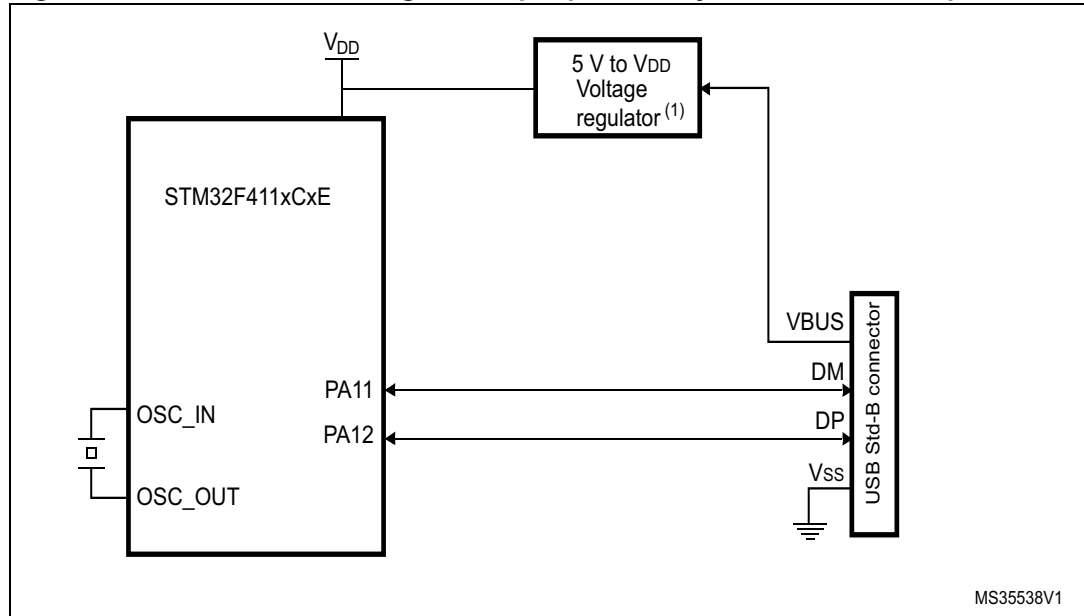 VDD
5 V to VDD
Voltage
regulator (1)
STM32F411xCxE
VBUS
DM
PA11
OSC_IN
DP
PA12
VSS
OSC_OUT
USB Std-B connector
MS35538V1